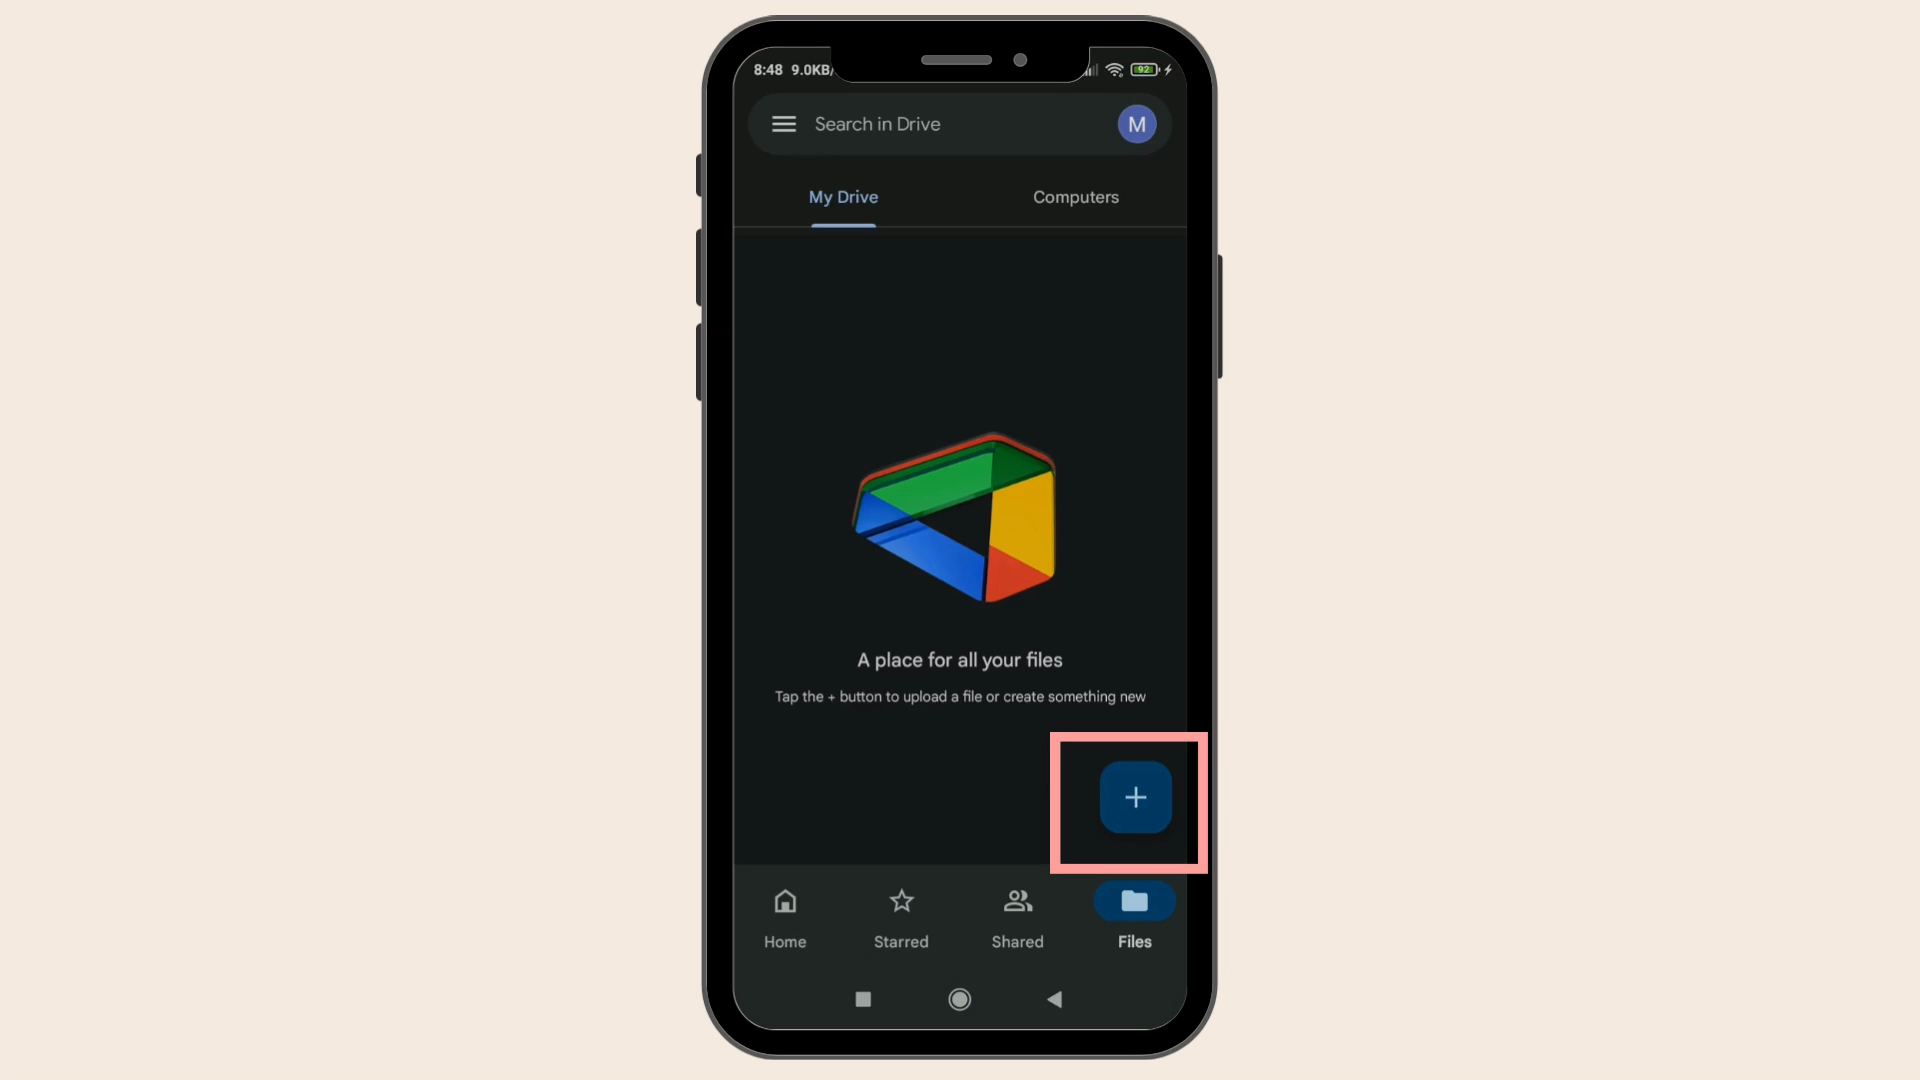 8:48 9.0KB/
92
Search in Drive
M
My Drive
Computers
A place for all your files
Tap the + button to upload a file or create something new
+
Home
Starred
Shared
Files